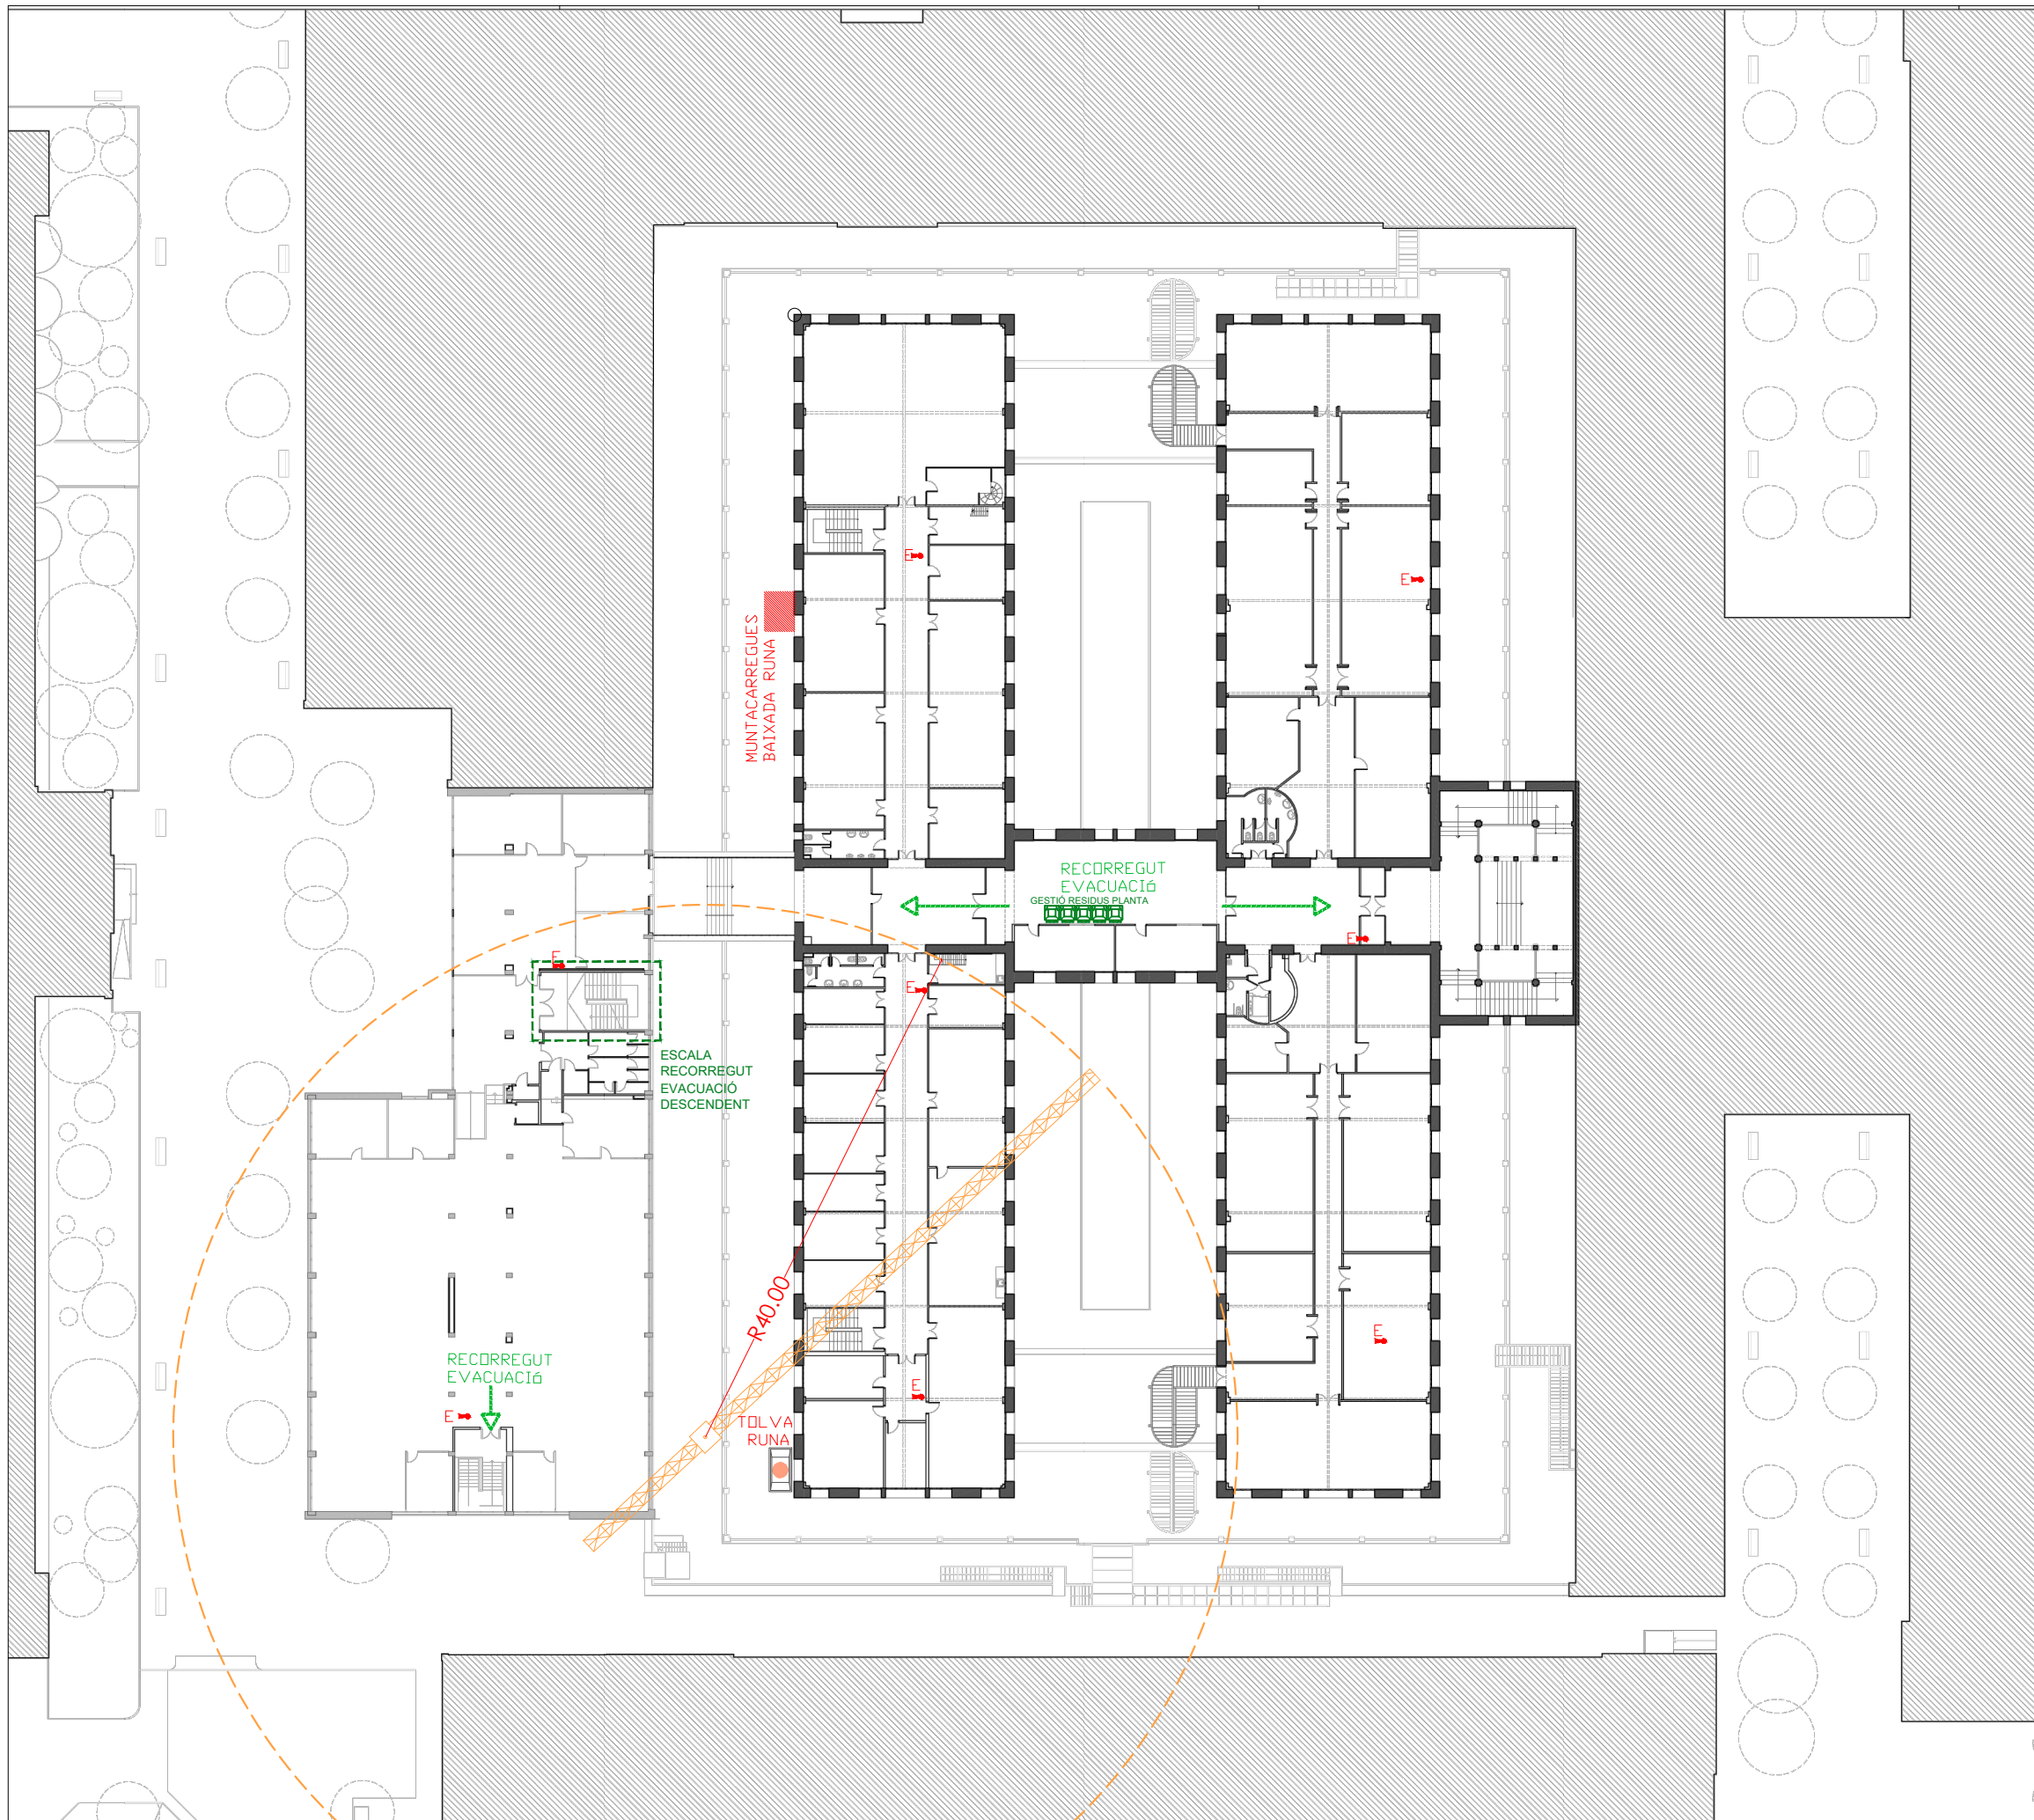 E
E
MUNTACARREGUES
BAIXADA RUNA
RECORREGUT
EVACUACIó
GESTIÓ RESIDUS PLANTA
E
E
E
ESCALA
RECORREGUT
EVACUACIÓ
DESCENDENT
R40.00
E
RECORREGUT
EVACUACIó
E
E
TOLVA
RUNA